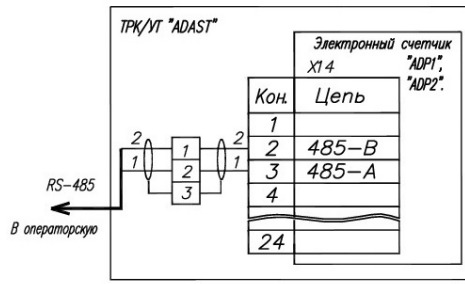 ТРК/УТ "ADAST"
Электронный счетчик
"ADP1",
"ADP2".
X14
Кон. Цепь
1
2 1 2 2 485-В
1 2 1 3 485-А
3 4
RS-485
В операторскую
24